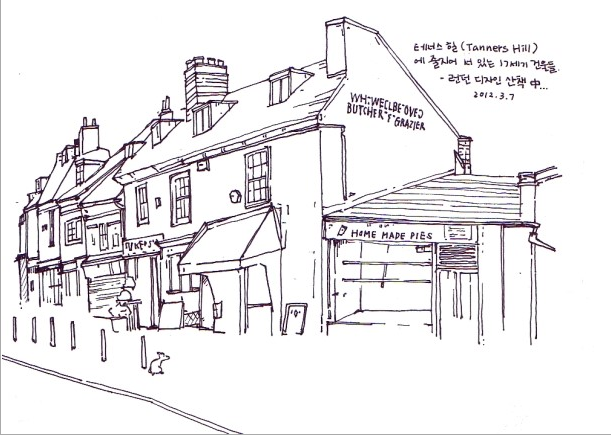 테너스 힐 (Tanners Hill)
에 줄지어 서 있는 17세기 건물들.
- 런던 디자인 산책 中...
2012.3.7
WH·WELLBELOVED
BUTCHER & GRAZIER
HOME MADE PIES